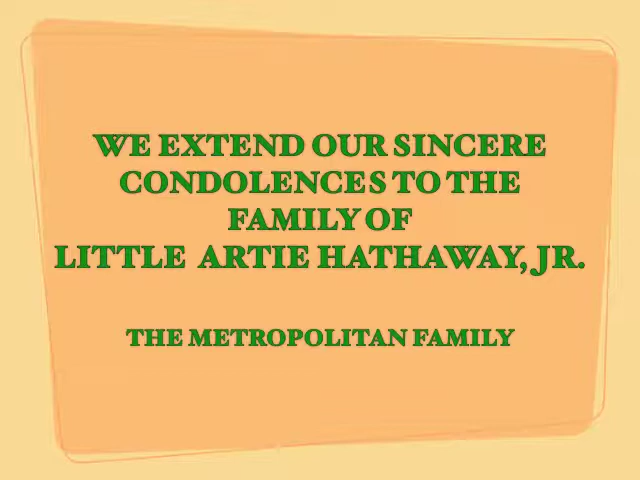 WE EXTEND OUR SINCERE
CONDOLENCES TO THE
FAMILY OF
LITTLE ARTIE HATHAWAY, JR.
THE METROPOLITAN FAMILY